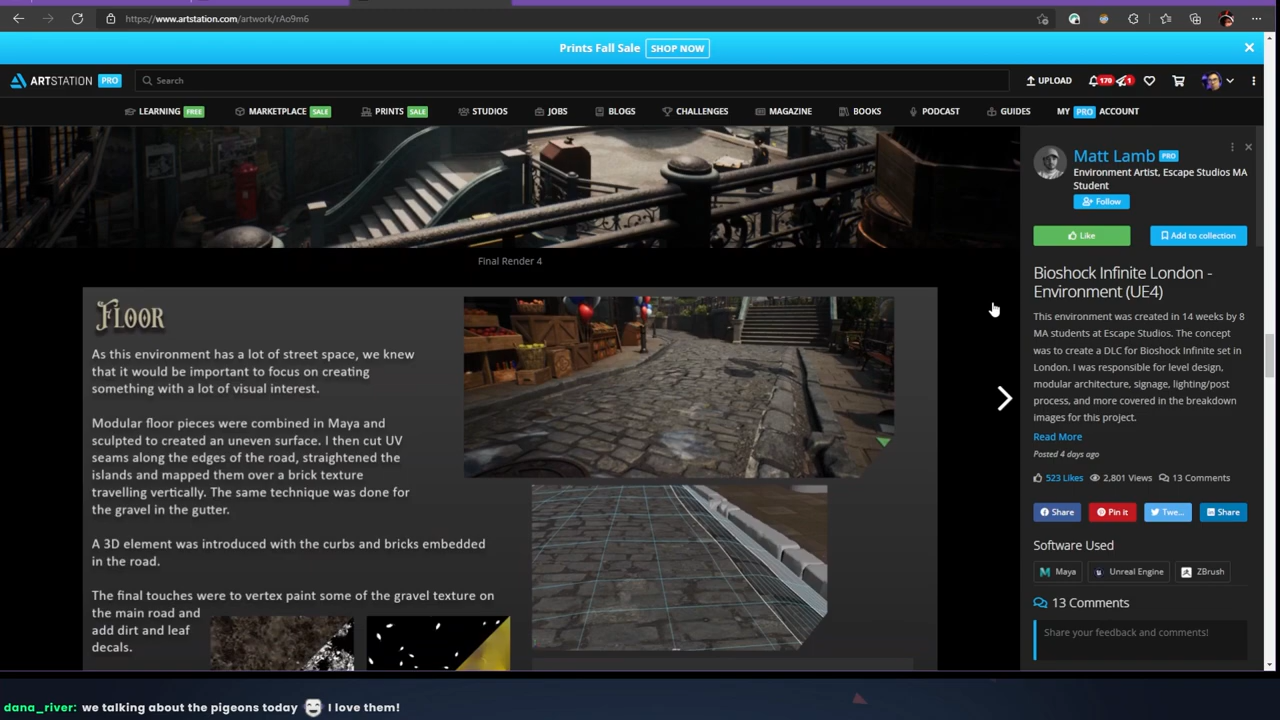 https://www.artstation.com/artwork/rAo9m6
Prints Fall Sale SHOP NOW
ARTSTATION PRO Search UPLOAD 170 1
LEARNING FREE MARKETPLACE SALE PRINTS SALE STUDIOS JOBS BLOGS CHALLENGES MAGAZINE BOOKS PODCAST GUIDES MY PRO ACCOUNT
Final Render 4
FLOOR
As this environment has a lot of street space, we knew
that it would be important to focus on creating
something with a lot of visual interest.
Modular floor pieces were combined in Maya and
sculpted to created an uneven surface. I then cut UV
seams along the edges of the road, straightened the
islands and mapped them over a brick texture
travelling vertically. The same technique was done for
the gravel in the gutter.
A 3D element was introduced with the curbs and bricks embedded
in the road.
The final touches were to vertex paint some of the gravel texture on
the main road and
add dirt and leaf
decals.
Matt Lamb PRO
Environment Artist, Escape Studios MA
Student
Follow
Like Add to collection
Bioshock Infinite London -
Environment (UE4)
This environment was created in 14 weeks by 8
MA students at Escape Studios. The concept
was to create a DLC for Bioshock Infinite set in
London. I was responsible for level design,
modular architecture, signage, lighting/post
process, and more covered in the breakdown
images for this project.
Read More
Posted 4 days ago
523 Likes 2,801 Views 13 Comments
Share Pin it Twe... Share
Software Used
Maya Unreal Engine ZBrush
13 Comments
Share your feedback and comments!
dana_river: we talking about the pigeons today I love them!